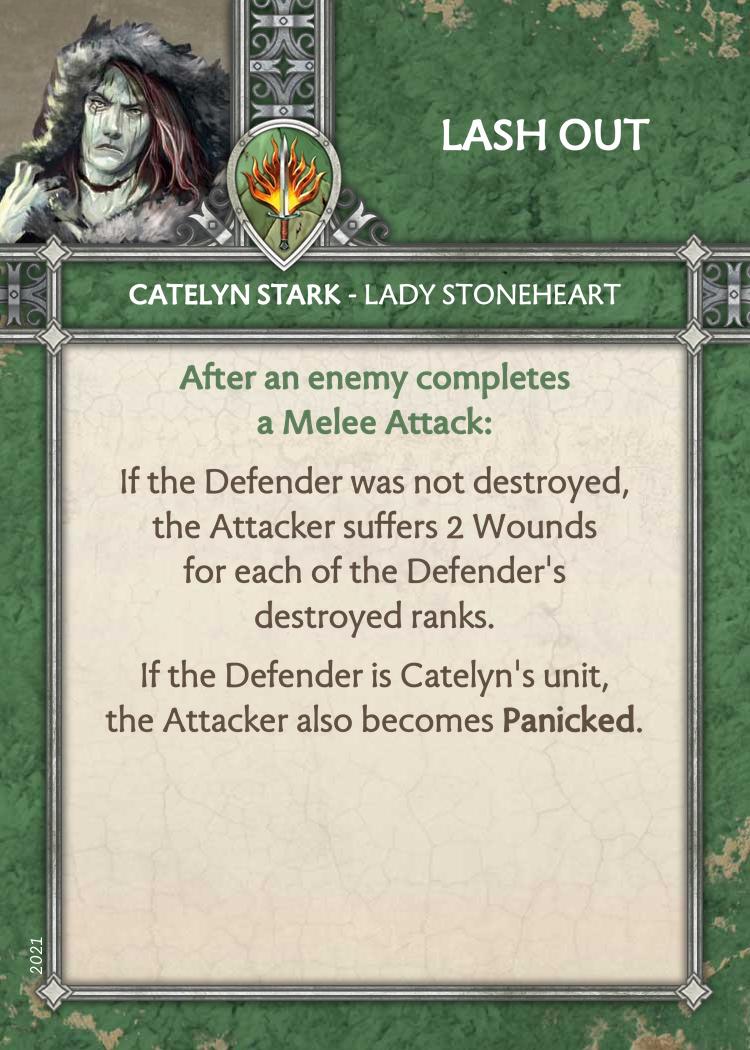 LASH OUT
CATELYN STARK - LADY STONEHEART
After an enemy completes
a Melee Attack:
If the Defender was not destroyed,
the Attacker suffers 2 Wounds
for each of the Defender's
destroyed ranks.
If the Defender is Catelyn's unit,
the Attacker also becomes Panicked.
2021